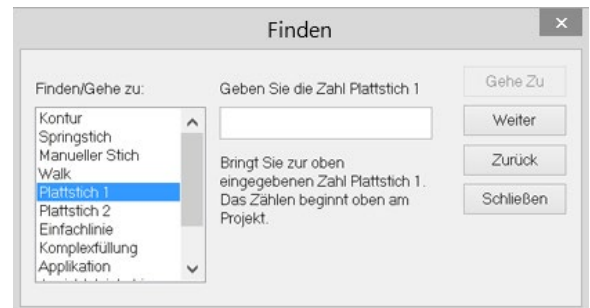 Finden
Finden/Gehe zu:
Kontur
Springstich
Manueller Stich
Walk
Plattstich 1
Plattstich 2
Einfachlinie
Komplexfüllung
Applikation
Geben Sie die Zahl Plattstich 1
Bringt Sie zur oben
eingegebenen Zahl Plattstich 1.
Das Zählen beginnt oben am
Projekt.
Gehe Zu
Weiter
Zurück
Schließen